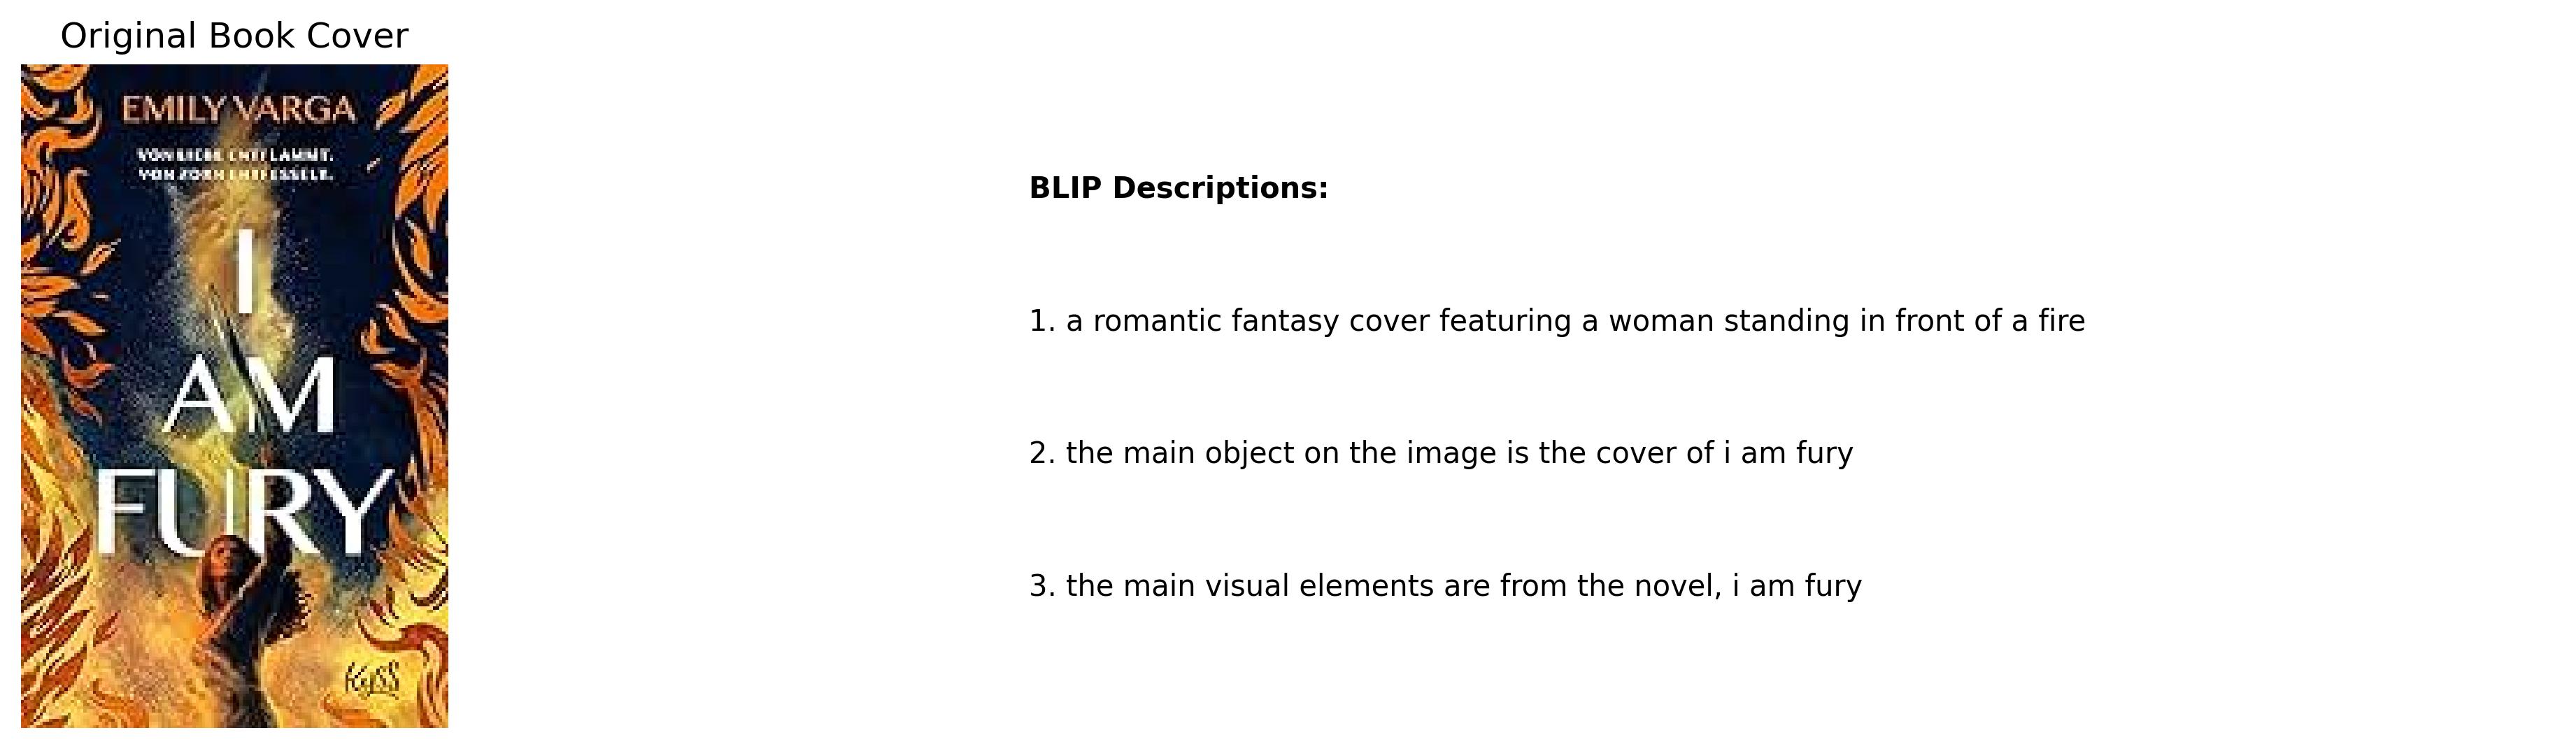 Original Book Cover
EMILY VARGA
VON LIEBE ENTFLAMMT.
VON ZORN ENTFESSELT.
I
AM
FURY
kyss
BLIP Descriptions:
1. a romantic fantasy cover featuring a woman standing in front of a fire
2. the main object on the image is the cover of i am fury
3. the main visual elements are from the novel, i am fury